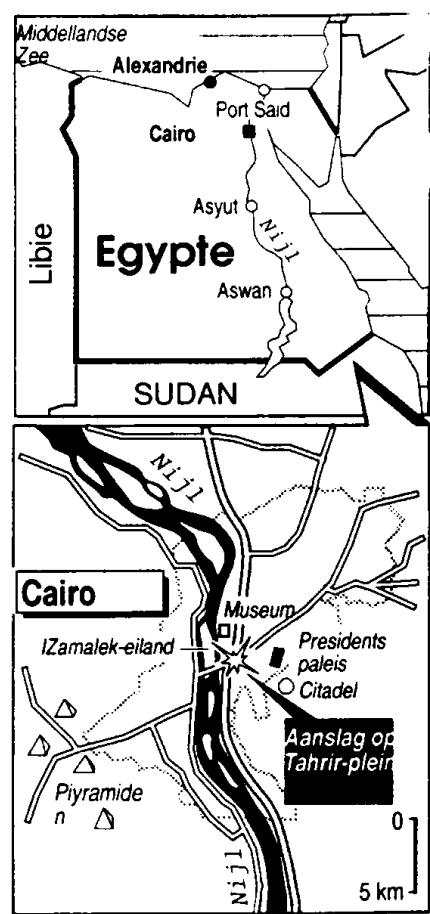 Middellandse
Zee
Alexandrie
Port Said
Cairo
Asyut
Nijl
Libie
Egypte
Aswan
SUDAN
Nijl
Cairo
Museum
IZamalek-eiland
Presidents
paleis
Citadel
Aanslag op
Tahrir-plein
Piyramide
n
0
5 km
Nijl